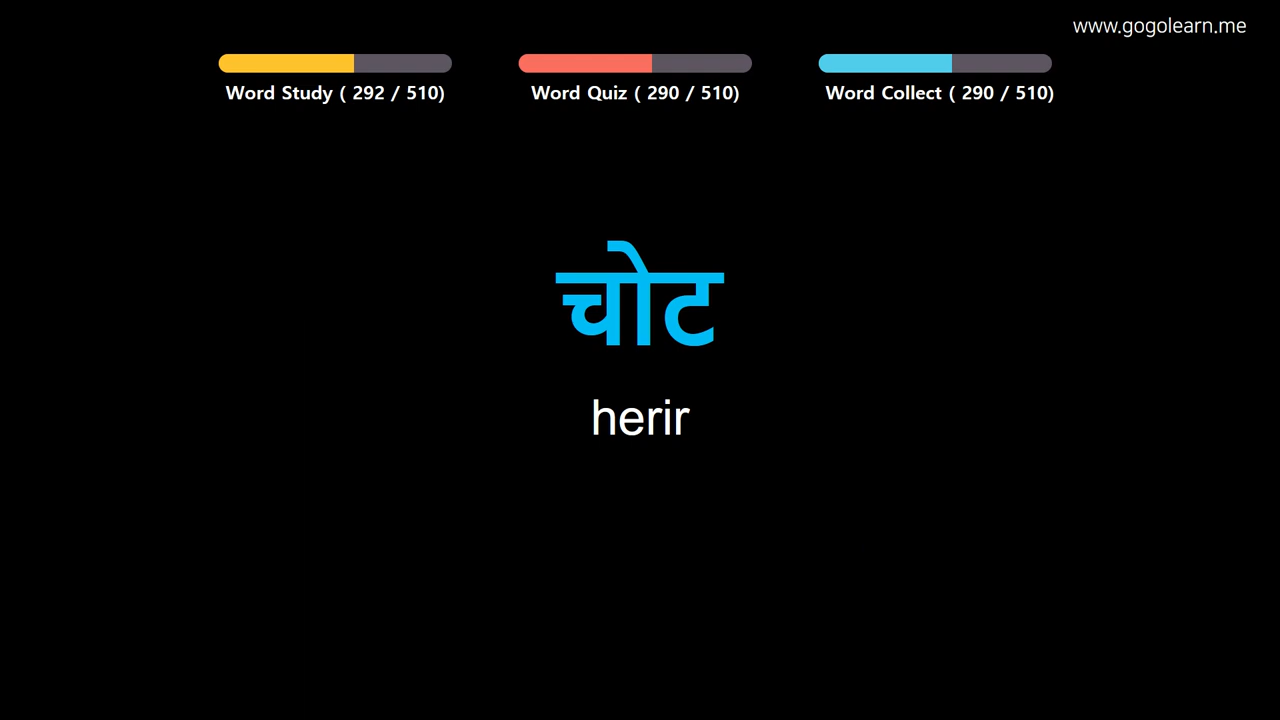 www.gogolearn.me
Word Study ( 292 / 510)
Word Quiz ( 290 / 510)
Word Collect ( 290 / 510)
चोट
herir